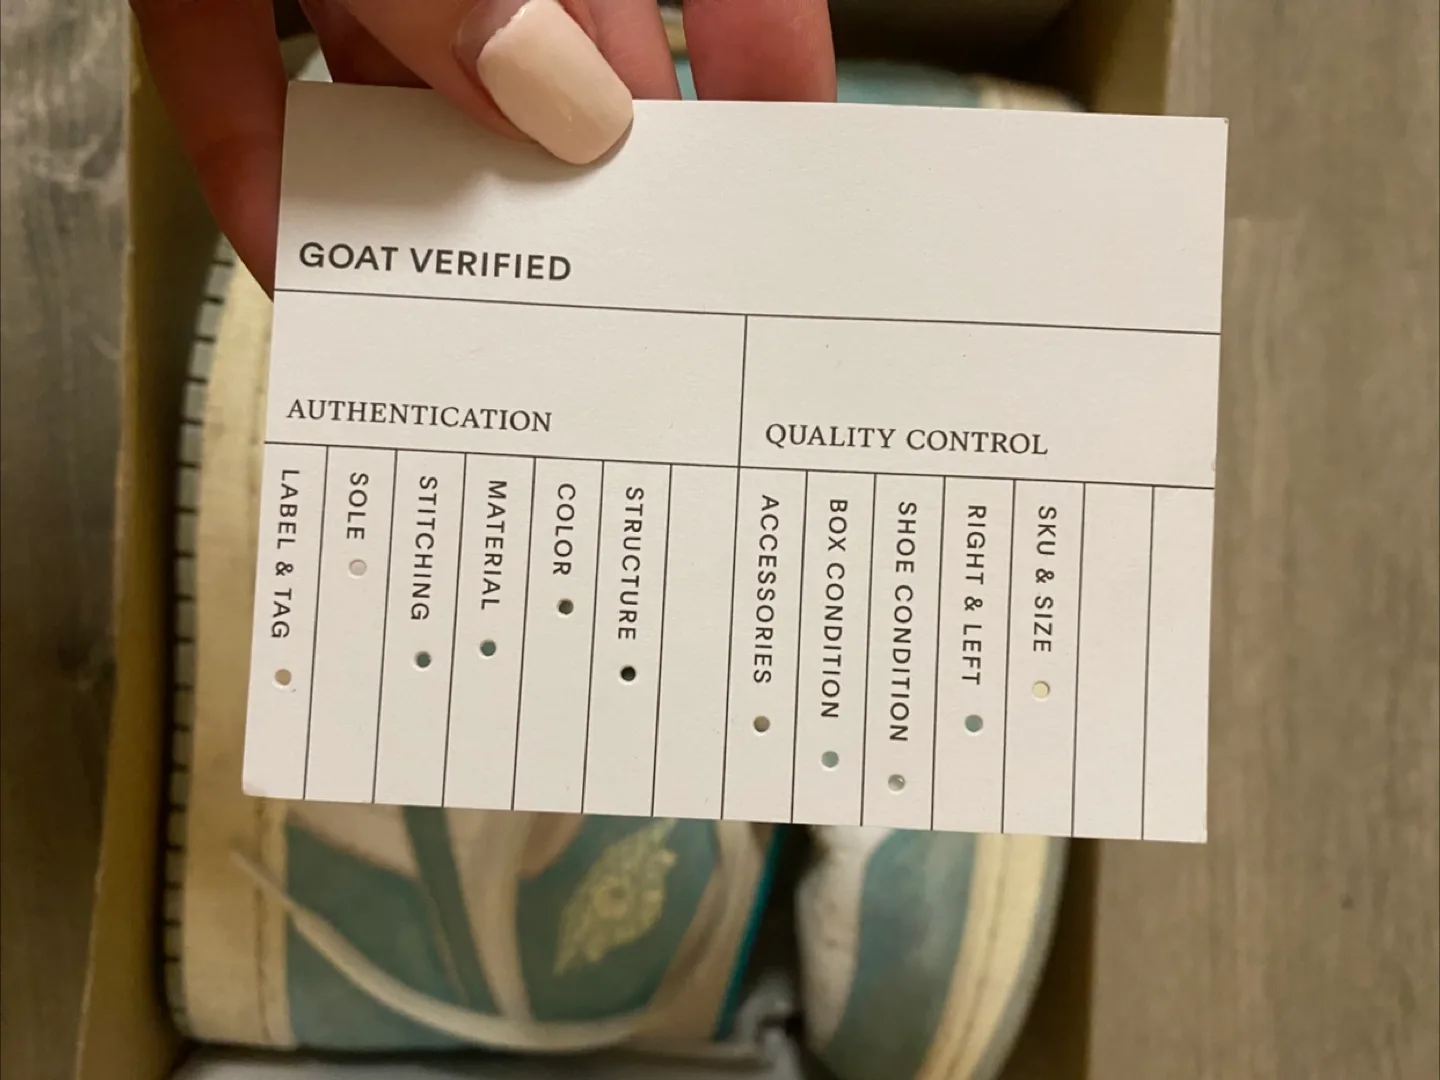 GOAT VERIFIED
AUTHENTICATION
QUALITY CONTROL
LABEL & TAG
SOLE
STITCHING
MATERIAL
COLOR
STRUCTURE
ACCESSORIES
BOX CONDITION
SHOE CONDITION
RIGHT & LEFT
SKU & SIZE